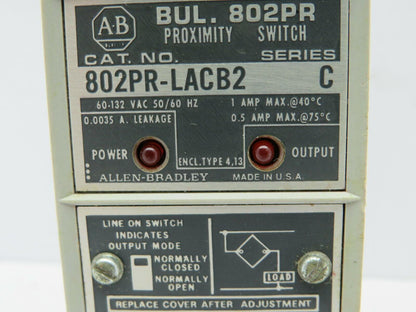 A-B
BUL. 802PR
PROXIMITY SWITCH
CAT. NO. SERIES
802PR-LACB2 C
60-132 VAC 50/60 HZ 1 AMP MAX.@40°C
0.0035 A. LEAKAGE 0.5 AMP MAX.@75°C
POWER OUTPUT
ENCL.TYPE 4,13
ALLEN-BRADLEY MADE IN U.S.A.
LINE ON SWITCH
INDICATES
OUTPUT MODE
NORMALLY
CLOSED
NORMALLY
OPEN
LOAD
REPLACE COVER AFTER ADJUSTMENT